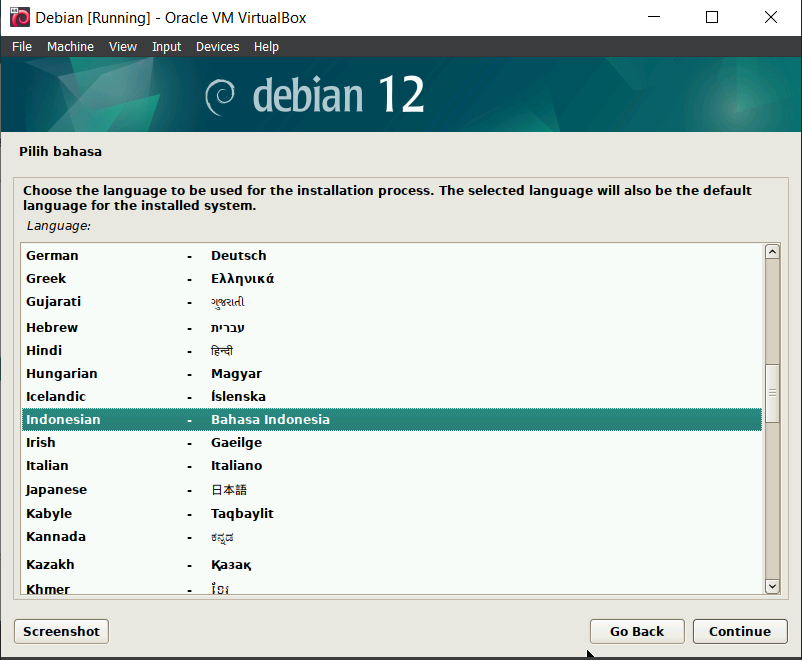 Debian [Running] - Oracle VM VirtualBox
File Machine View Input Devices Help
debian 12
Pilih bahasa
Choose the language to be used for the installation process. The selected language will also be the default
language for the installed system.
Language:
German - Deutsch
Greek - Ελληνικά
Gujarati - ગુજરાતી
Hebrew - עברית
Hindi - हिन्दी
Hungarian - Magyar
Icelandic - Íslenska
Indonesian - Bahasa Indonesia
Irish - Gaeilge
Italian - Italiano
Japanese - 日本語
Kabyle - Taqbaylit
Kannada - ಕನ್ನಡ
Kazakh - Қазақ
Khmer - ខ្មែរ
Screenshot Go Back Continue